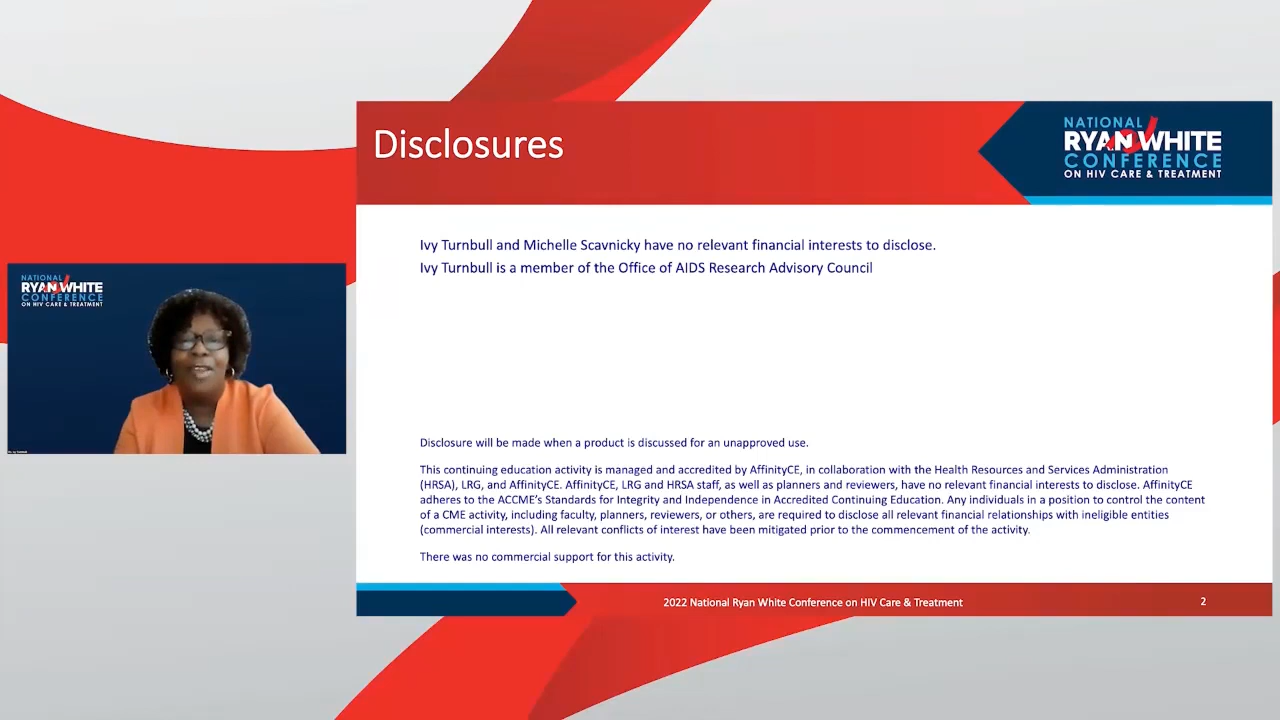 Disclosures
NATIONAL
RYAN WHITE
CONFERENCE
ON HIV CARE & TREATMENT
Ivy Turnbull and Michelle Scavnicky have no relevant financial interests to disclose.
Ivy Turnbull is a member of the Office of AIDS Research Advisory Council
NATIONAL
RYAN WHITE
CONFERENCE
ON HIV CARE & TREATMENT
Disclosure will be made when a product is discussed for an unapproved use.
This continuing education activity is managed and accredited by AffinityCE, in collaboration with the Health Resources and Services Administration
(HRSA), LRG, and AffinityCE. AffinityCE, LRG and HRSA staff, as well as planners and reviewers, have no relevant financial interests to disclose. AffinityCE
adheres to the ACCME's Standards for Integrity and Independence in Accredited Continuing Education. Any individuals in a position to control the content
of a CME activity, including faculty, planners, reviewers, or others, are required to disclose all relevant financial relationships with ineligible entities
(commercial interests). All relevant conflicts of interest have been mitigated prior to the commencement of the activity.
There was no commercial support for this activity.
2022 National Ryan White Conference on HIV Care & Treatment
2